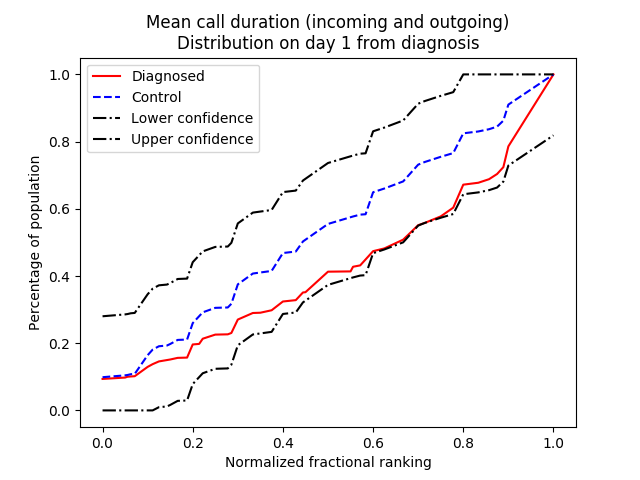 Mean call duration (incoming and outgoing)
Distribution on day 1 from diagnosis
Diagnosed
Control
Lower confidence
Upper confidence
Percentage of population
1.0
0.8
0.6
0.4
0.2
0.0
0.0 0.2 0.4 0.6 0.8 1.0
Normalized fractional ranking